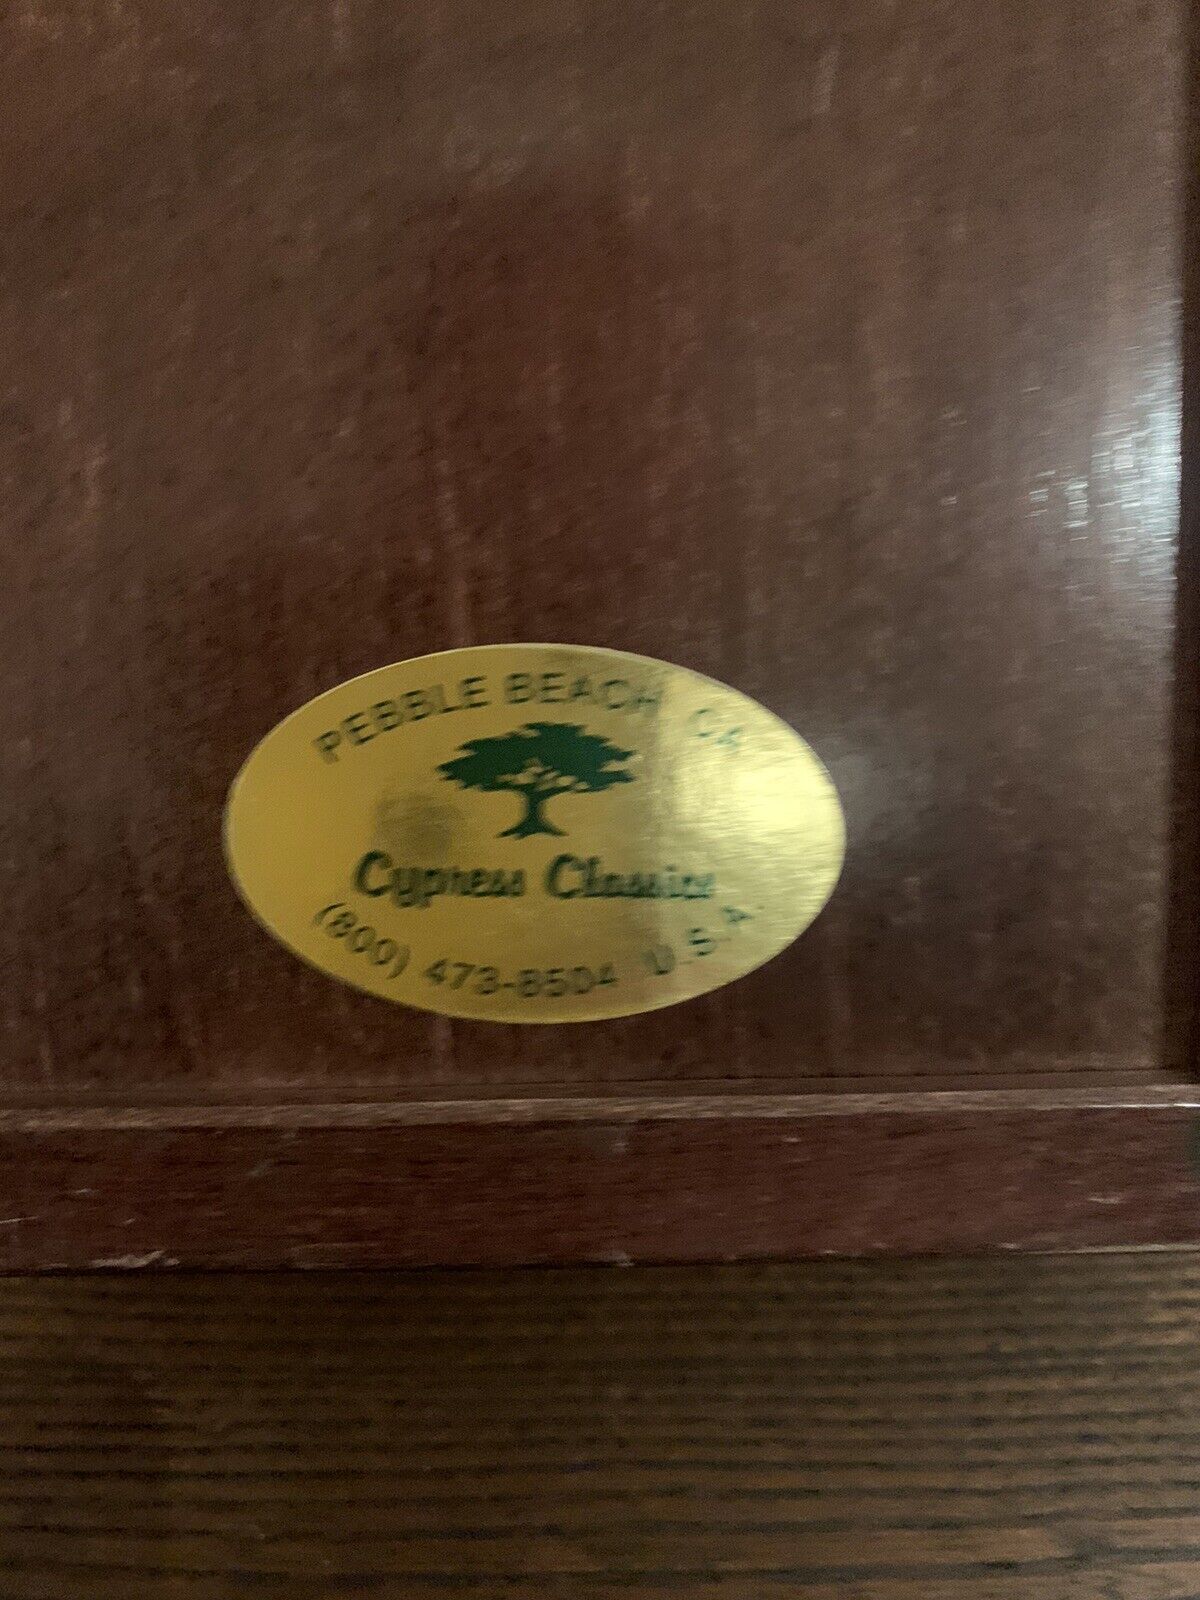 PEBBLE BEACH CA
Cypress Classics
(800) 473-8504 U.S.A.